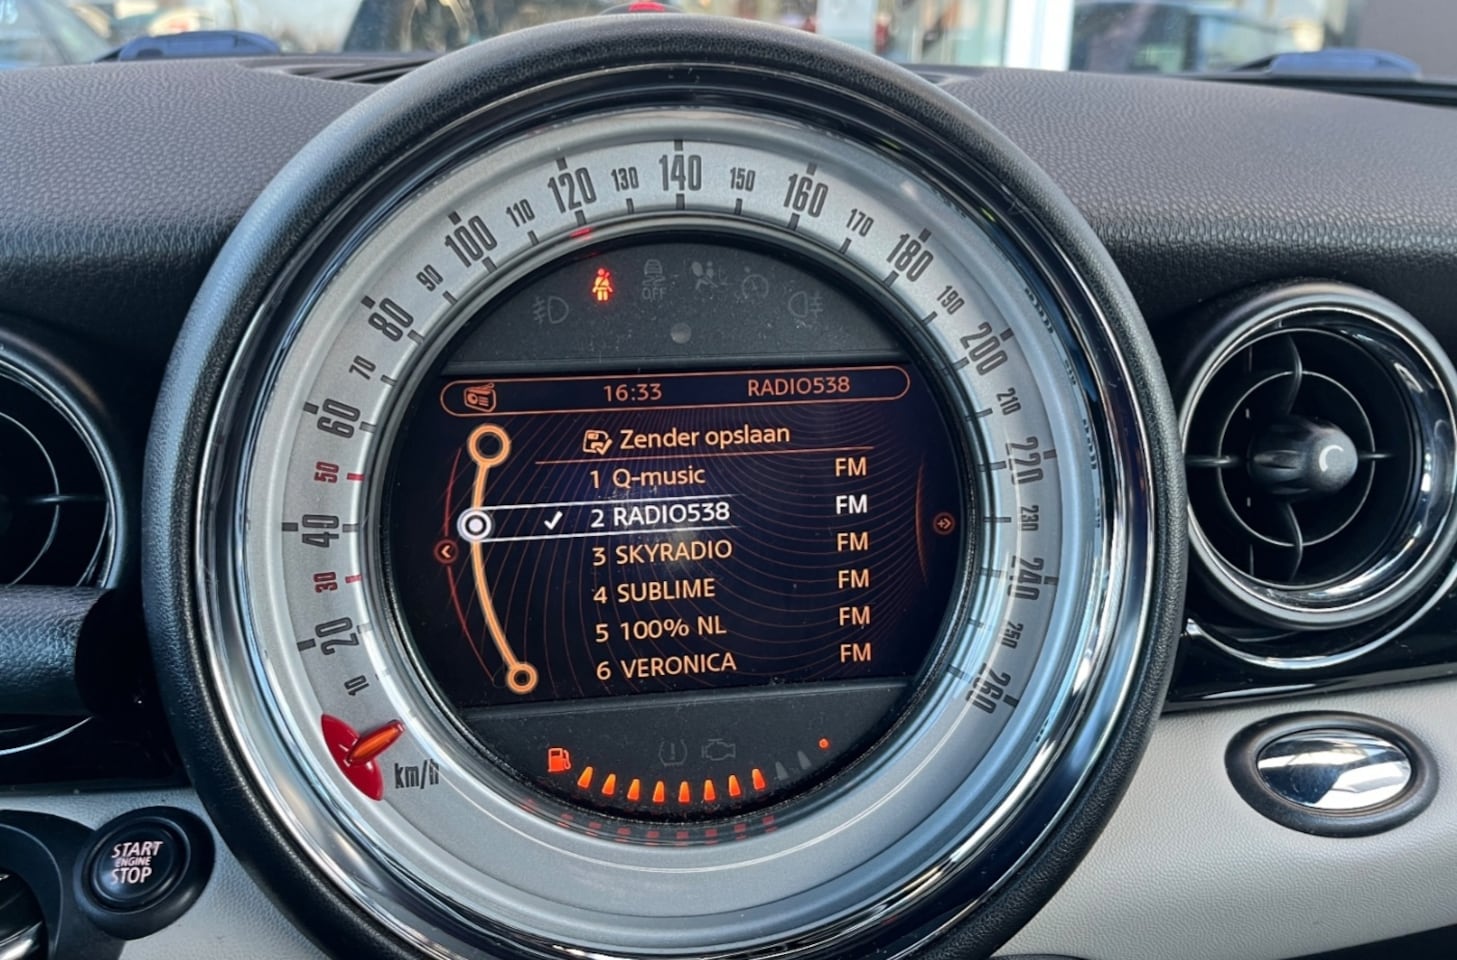 10
20
30
40
50
60
70
80
90
100
110
120
130
140
150
160
170
180
190
200
210
220
230
240
250
260
km/h
OFF
16:33 RADIO538
Zender opslaan
1 Q-music FM
2 RADIO538 FM
3 SKYRADIO FM
4 SUBLIME FM
5 100% NL FM
6 VERONICA FM
START
ENGINE
STOP